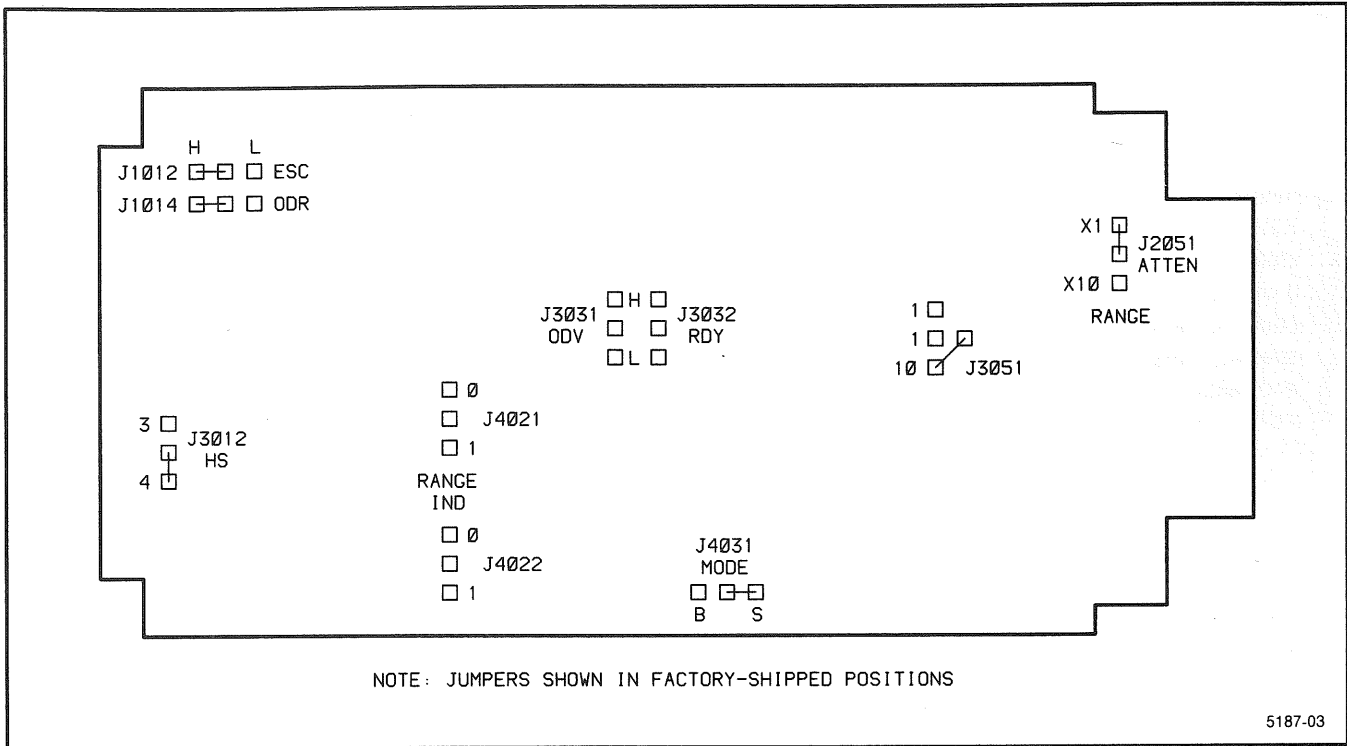 H L
J1Ø12 ESC
J1Ø14 ODR
X1
J2Ø51
ATTEN
X1Ø
RANGE
H
J3Ø31 J3Ø32
ODV RDY
L
1
1
10 J3Ø51
Ø
J4Ø21
1
3
J3Ø12
HS
4
RANGE
IND
Ø
J4Ø22
1
J4Ø31
MODE
B S
NOTE: JUMPERS SHOWN IN FACTORY-SHIPPED POSITIONS
5187-03